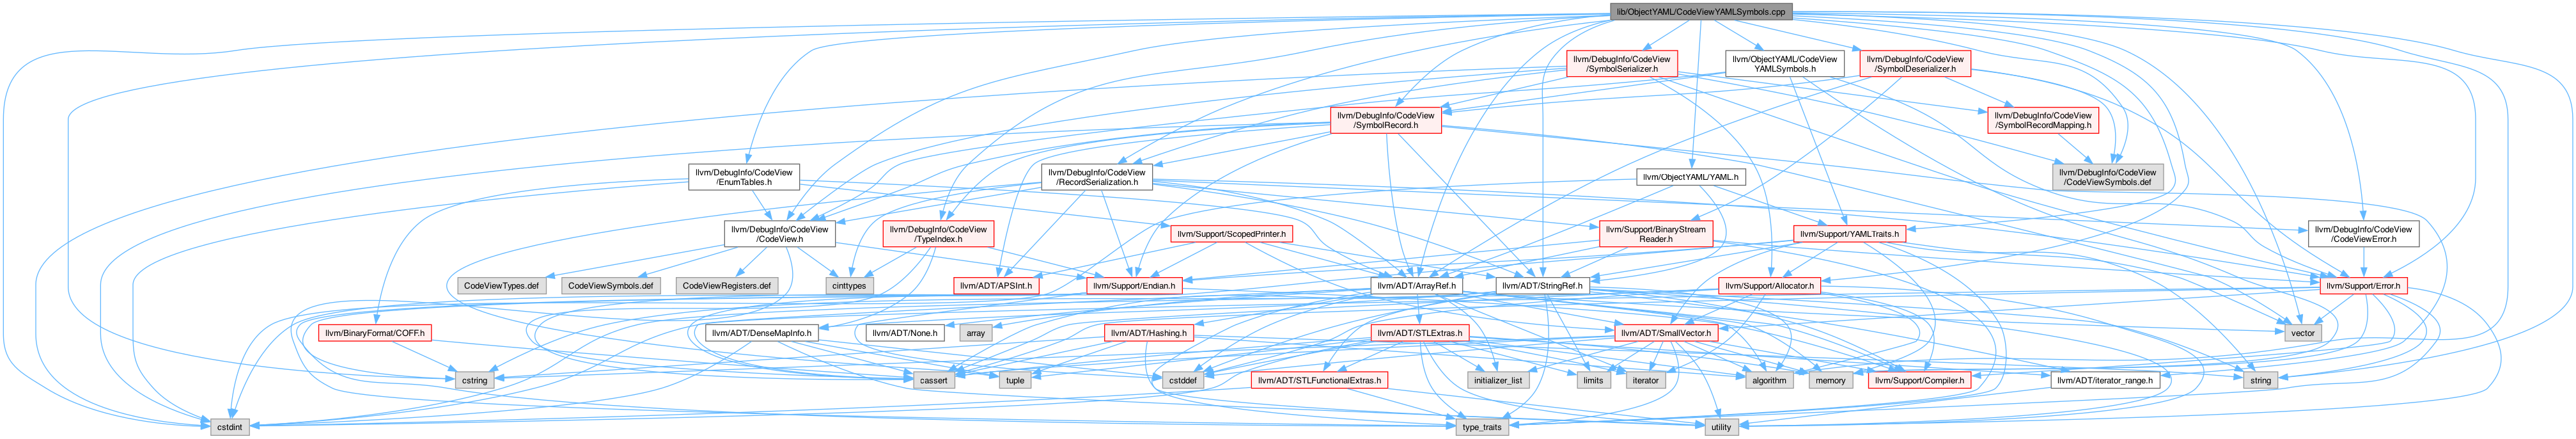 lib/ObjectYAML/CodeViewYAMLSymbols.cpp
llvm/DebugInfo/CodeView
/SymbolSerializer.h
llvm/ObjectYAML/CodeView
YAMLSymbols.h
llvm/DebugInfo/CodeView
/SymbolDeserializer.h
llvm/DebugInfo/CodeView
/SymbolRecord.h
llvm/DebugInfo/CodeView
/SymbolRecordMapping.h
llvm/DebugInfo/CodeView
/EnumTables.h
llvm/DebugInfo/CodeView
/RecordSerialization.h
llvm/ObjectYAML/YAML.h
llvm/DebugInfo/CodeView
/CodeViewSymbols.def
llvm/DebugInfo/CodeView
/CodeView.h
llvm/DebugInfo/CodeView
/TypeIndex.h
llvm/Support/ScopedPrinter.h
llvm/Support/BinaryStream
Reader.h
llvm/Support/YAMLTraits.h
llvm/DebugInfo/CodeView
/CodeViewError.h
CodeViewTypes.def
CodeViewSymbols.def
CodeViewRegisters.def
cinttypes
llvm/ADT/APSInt.h
llvm/Support/Endian.h
llvm/ADT/ArrayRef.h
llvm/ADT/StringRef.h
llvm/Support/Allocator.h
llvm/Support/Error.h
llvm/BinaryFormat/COFF.h
llvm/ADT/DenseMapInfo.h
llvm/ADT/None.h
array
llvm/ADT/Hashing.h
llvm/ADT/STLExtras.h
llvm/ADT/SmallVector.h
vector
cstring
cassert
tuple
cstddef
llvm/ADT/STLFunctionalExtras.h
initializer_list
limits
iterator
algorithm
memory
llvm/Support/Compiler.h
llvm/ADT/iterator_range.h
string
cstdint
type_traits
utility